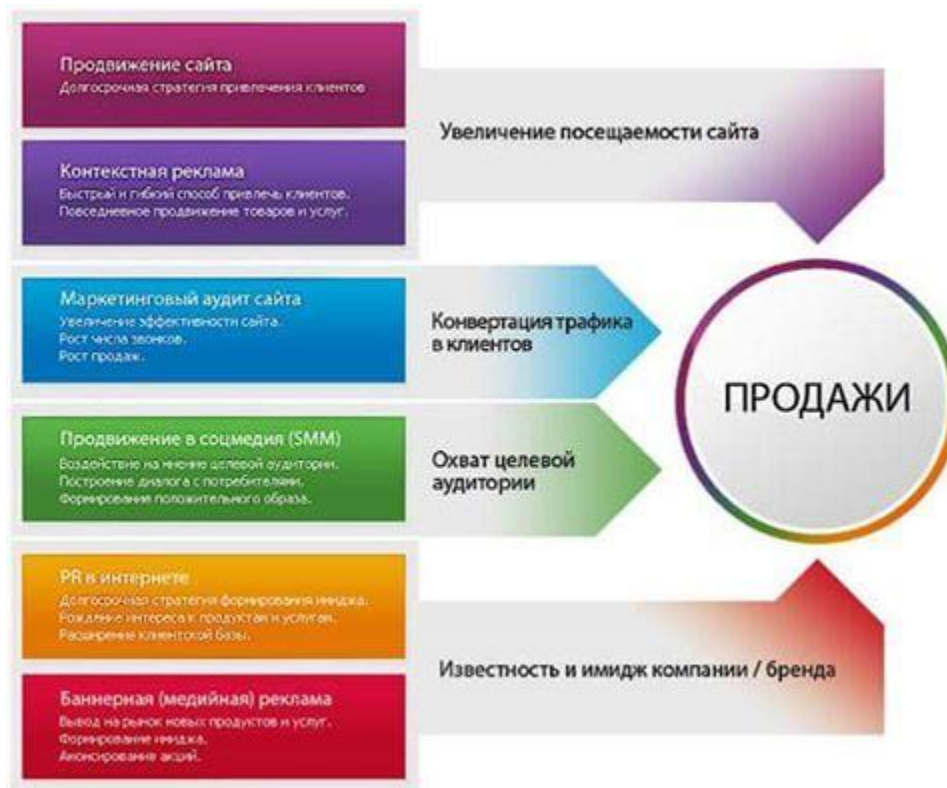 Продвижение сайта
Долгосрочная стратегия привлечения клиентов
Контекстная реклама
Быстрый и гибкий способ привлечь клиентов.
Повседневное продвижение товаров и услуг.
Увеличение посещаемости сайта
Маркетинговый аудит сайта
Увеличение эффективности сайта.
Рост числа звонков.
Рост продаж.
Конвертация трафика
в клиентов
Продвижение в соцмедия (SMM)
Воздействие на мнение целевой аудитории.
Построение диалога с потребителями.
Формирование положительного образа.
Охват целевой
аудитории
ПРОДАЖИ
PR в интернете
Долгосрочная стратегия формирования имиджа.
Рождение интереса к продуктам и услугам.
Расширение клиентской базы.
Баннерная (медийная) реклама
Вывод на рынок новых продуктов и услуг.
Формирование имиджа.
Анонсирование акций.
Известность и имидж компании / бренда